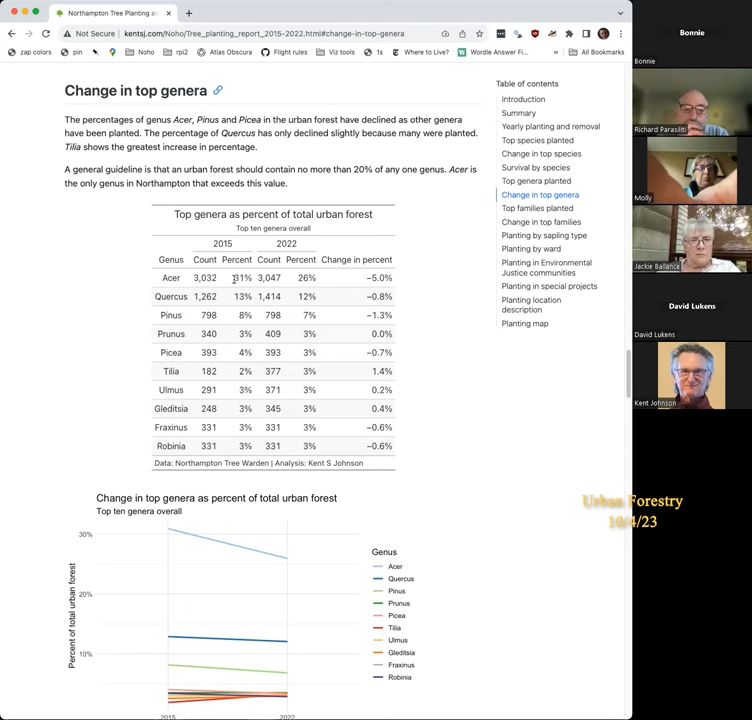 Northampton Tree Planting an
Not Secure
kentsj.com/Noho/Tree_planting_report_2015-2022.html#change-in-top-genera
zap colors
pin
Noho
rpi2
Atlas Obscura
Flight rules
Viz tools
1s
Where to Live?
Wordle Answer Fi...
»
All Bookmarks
Change in top genera
The percentages of genus Acer, Pinus and Picea in the urban forest have declined as other genera
have been planted. The percentage of Quercus has only declined slightly because many were planted.
Tilia shows the greatest increase in percentage.
A general guideline is that an urban forest should contain no more than 20% of any one genus. Acer is
the only genus in Northampton that exceeds this value.
Top genera as percent of total urban forest
Top ten genera overall
2015 2022
Genus Count Percent Count Percent Change in percent
Acer 3,032 31% 3,047 26% −5.0%
Quercus 1,262 13% 1,414 12% −0.8%
Pinus 798 8% 798 7% −1.3%
Prunus 340 3% 409 3% 0.0%
Picea 393 4% 393 3% −0.7%
Tilia 182 2% 377 3% 1.4%
Ulmus 291 3% 371 3% 0.2%
Gleditsia 248 3% 345 3% 0.4%
Fraxinus 331 3% 331 3% −0.6%
Robinia 331 3% 331 3% −0.6%
Data: Northampton Tree Warden | Analysis: Kent S Johnson
Change in top genera as percent of total urban forest
Top ten genera overall
30%
20%
10%
Percent of total urban forest
2015
2022
Genus
Acer
Quercus
Pinus
Prunus
Picea
Tilia
Ulmus
Gleditsia
Fraxinus
Robinia
Table of contents
Introduction
Summary
Yearly planting and removal
Top species planted
Change in top species
Survival by species
Top genera planted
Change in top genera
Top families planted
Change in top families
Planting by sapling type
Planting by ward
Planting in Environmental
Justice communities
Planting in special projects
Planting location
description
Planting map
Bonnie
Bonnie
Richard Parasiliti
Molly
Jackie Ballance
David Lukens
David Lukens
Kent Johnson
Urban Forestry
10/4/23